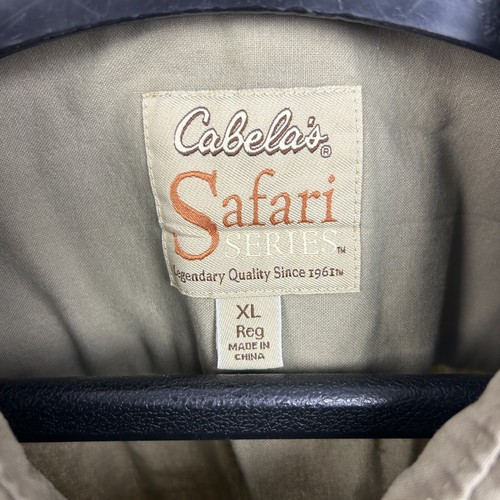 Cabela's®
Safari
SERIES™
Legendary Quality Since 1961™
XL
Reg
MADE IN
CHINA